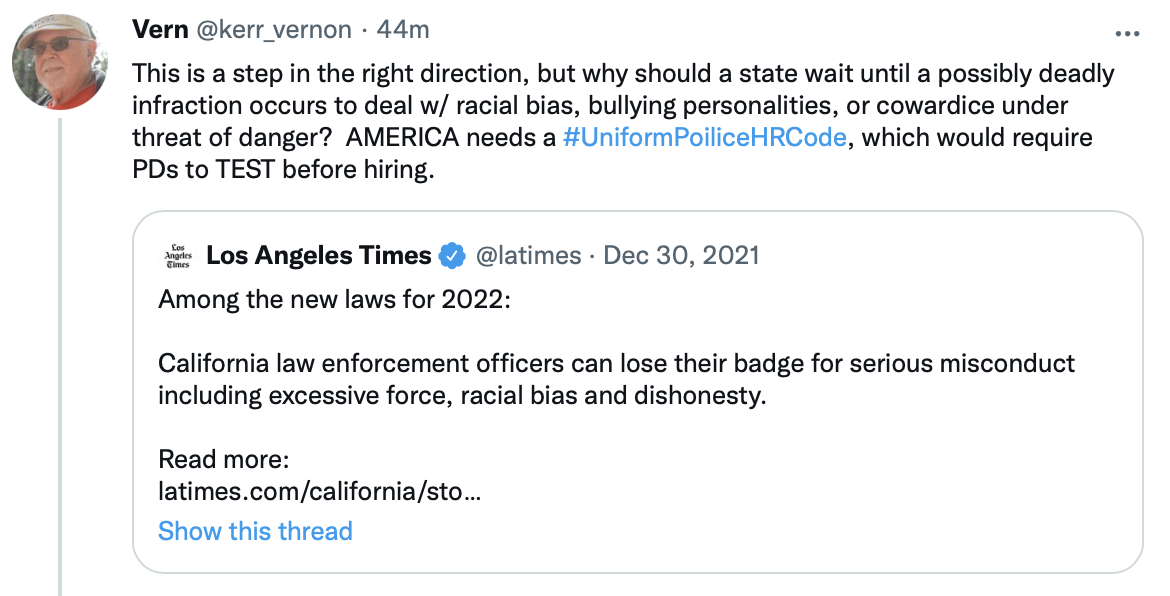 Vern @kerr_vernon · 44m
This is a step in the right direction, but why should a state wait until a possibly deadly
infraction occurs to deal w/ racial bias, bullying personalities, or cowardice under
threat of danger?  AMERICA needs a #UniformPoiliceHRCode, which would require
PDs to TEST before hiring.
Los
Angeles
Times
Los Angeles Times @latimes · Dec 30, 2021
Among the new laws for 2022:
California law enforcement officers can lose their badge for serious misconduct
including excessive force, racial bias and dishonesty.
Read more:
latimes.com/california/sto...
Show this thread